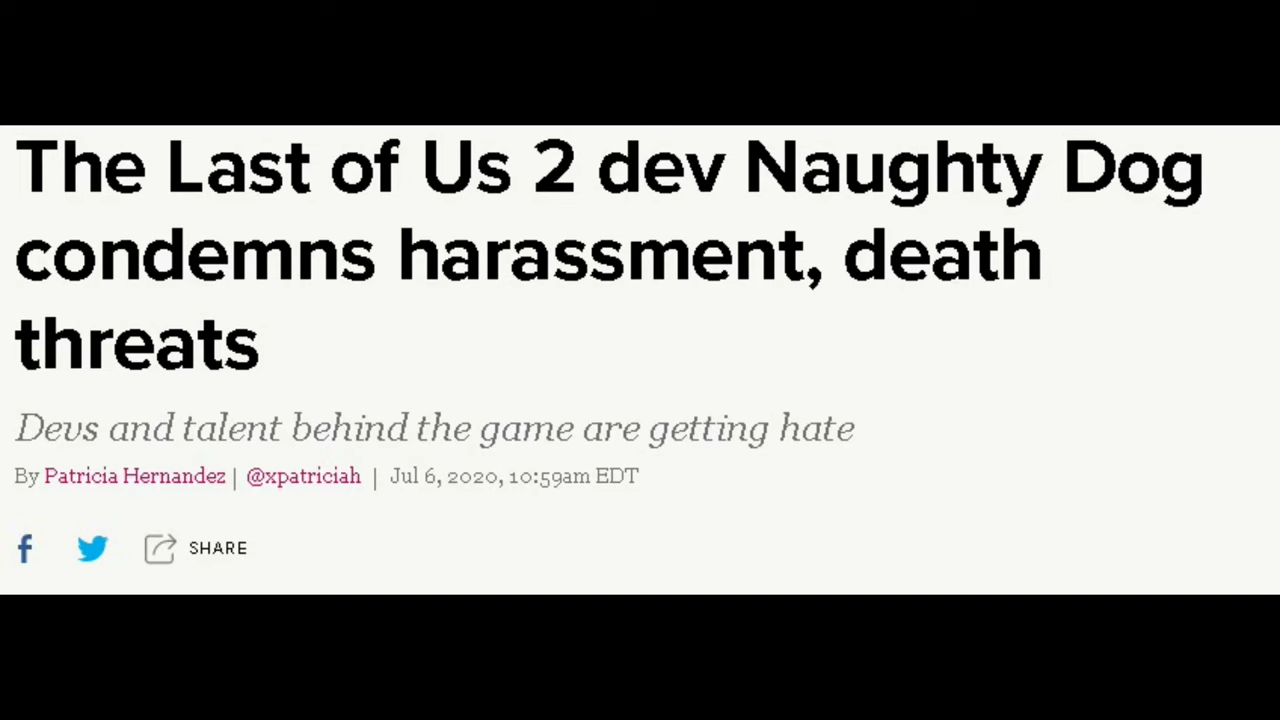 The Last of Us 2 dev Naughty Dog
condemns harassment, death
threats
Devs and talent behind the game are getting hate
By Patricia Hernandez | @xpatriciah | Jul 6, 2020, 10:59am EDT
SHARE